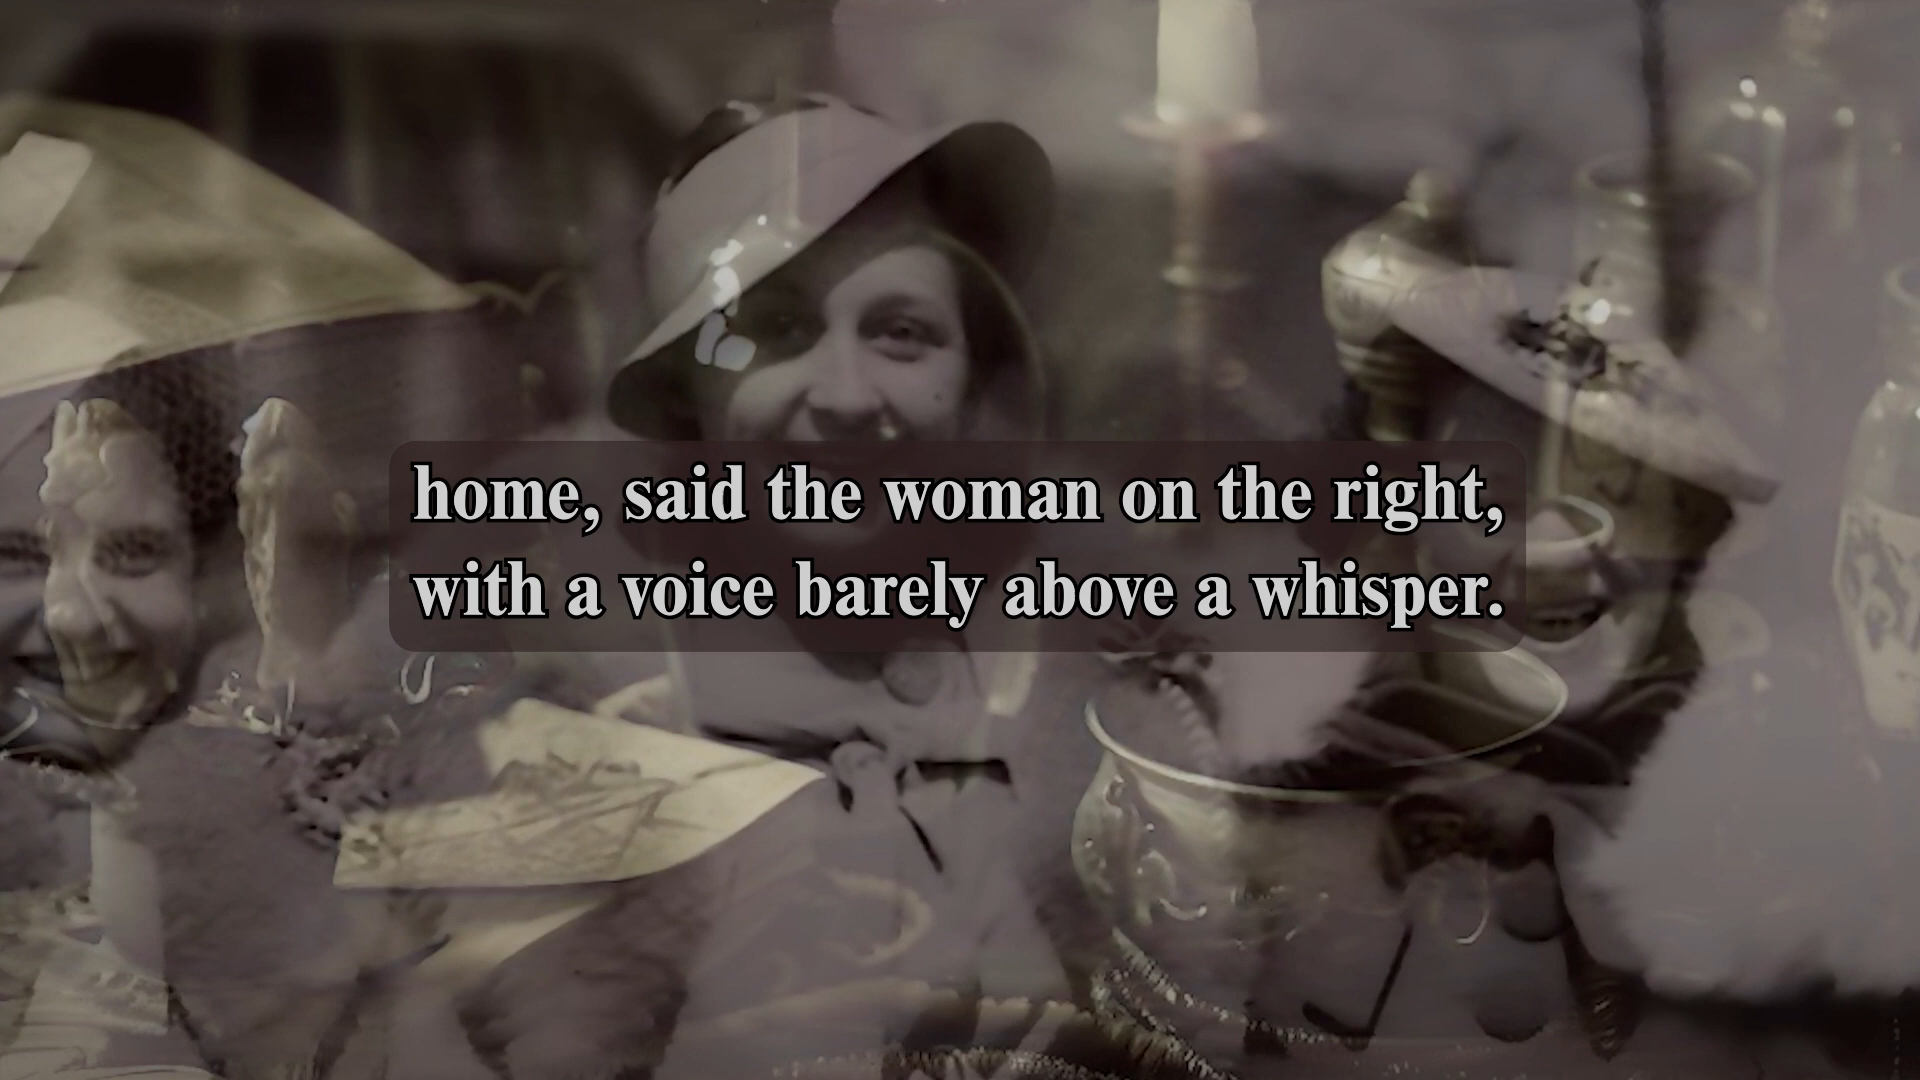 home, said the woman on the right,
with a voice barely above a whisper.